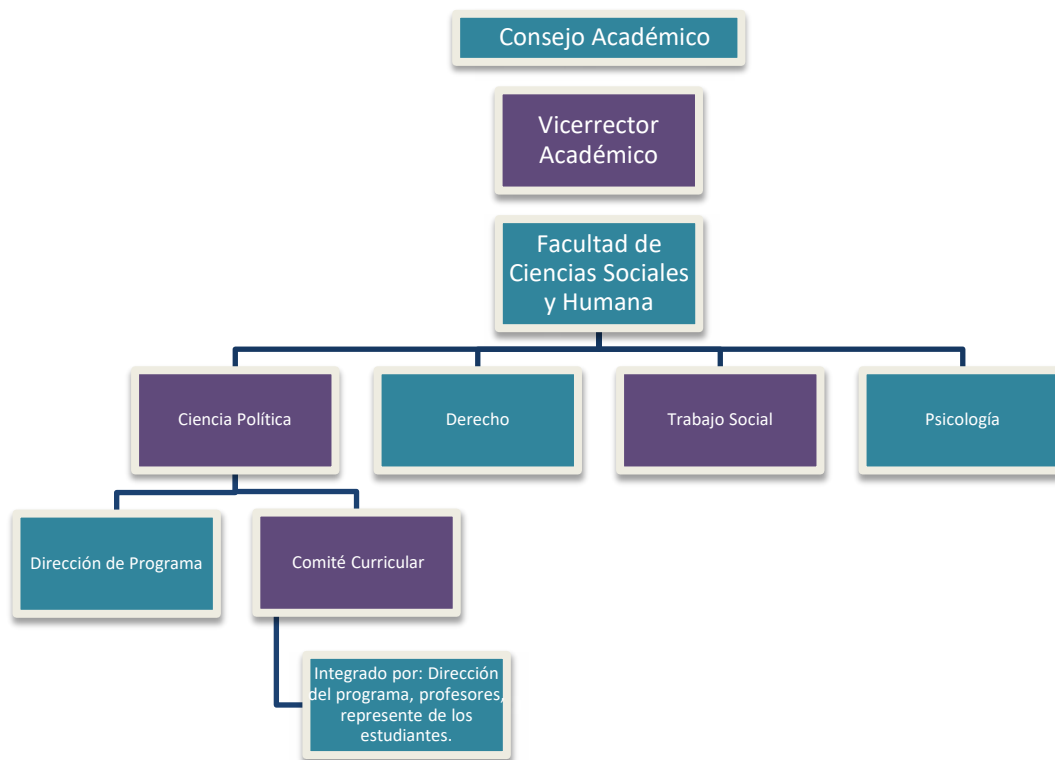 Consejo Académico
Vicerrector
Académico
Facultad de
Ciencias Sociales
y Humana
Ciencia Política
Derecho
Trabajo Social
Psicología
Dirección de Programa
Comité Curricular
Integrado por: Dirección
del programa, profesores,
represente de los
estudiantes.